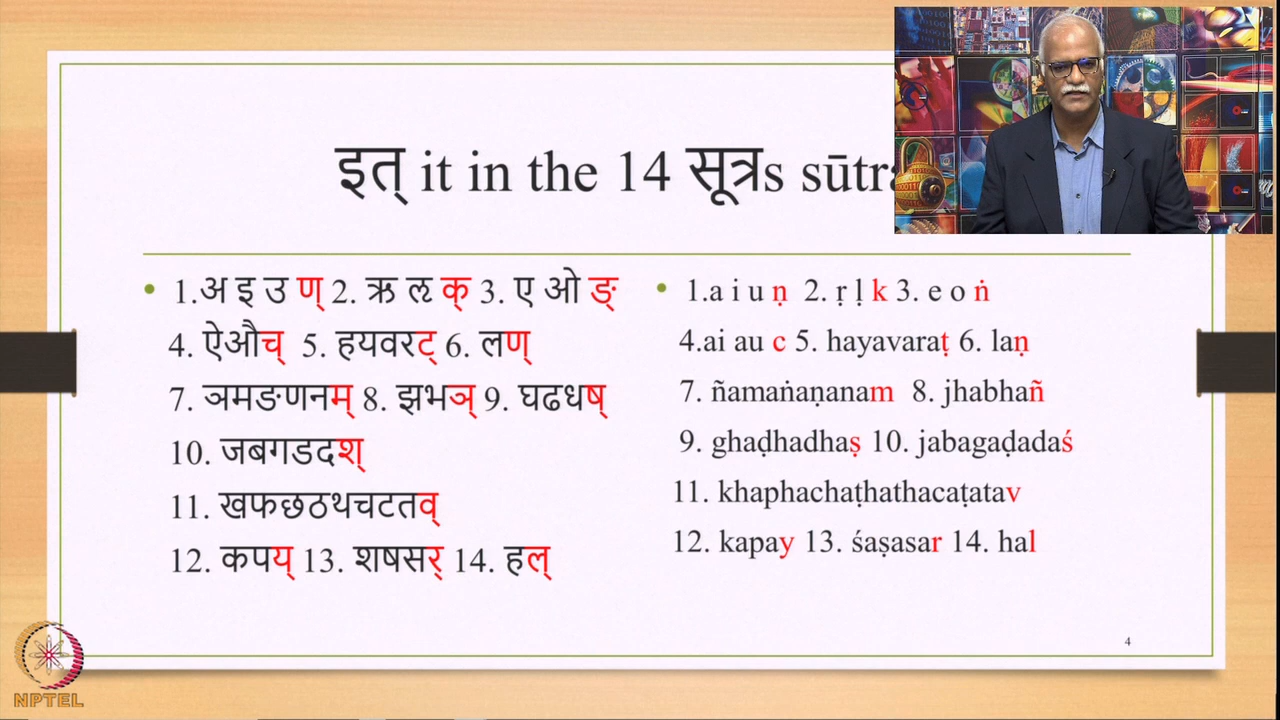 इत् it in the 14 सूत्रs sūtra
1.अ इ उ ण् 2. ऋ ऌ क् 3. ए ओ ङ्
4. ऐऔच् 5. हयवरट् 6. लण्
7. ञमङणनम् 8. झभञ् 9. घढधष्
10. जबगडदश्
11. खफछठथचटतव्
12. कपय् 13. शषसर् 14. हल्
1.a i u ṇ 2. ṛ ḷ k 3. e o ṅ
4.ai au c 5. hayavaraṭ 6. laṇ
7. ñamaṅaṇanam 8. jhabhañ
9. ghaḍhadhaṣ 10. jabagaḍadaś
11. khaphachaṭhathacaṭatav
12. kapay 13. śaṣasar 14. hal
4
NPTEL